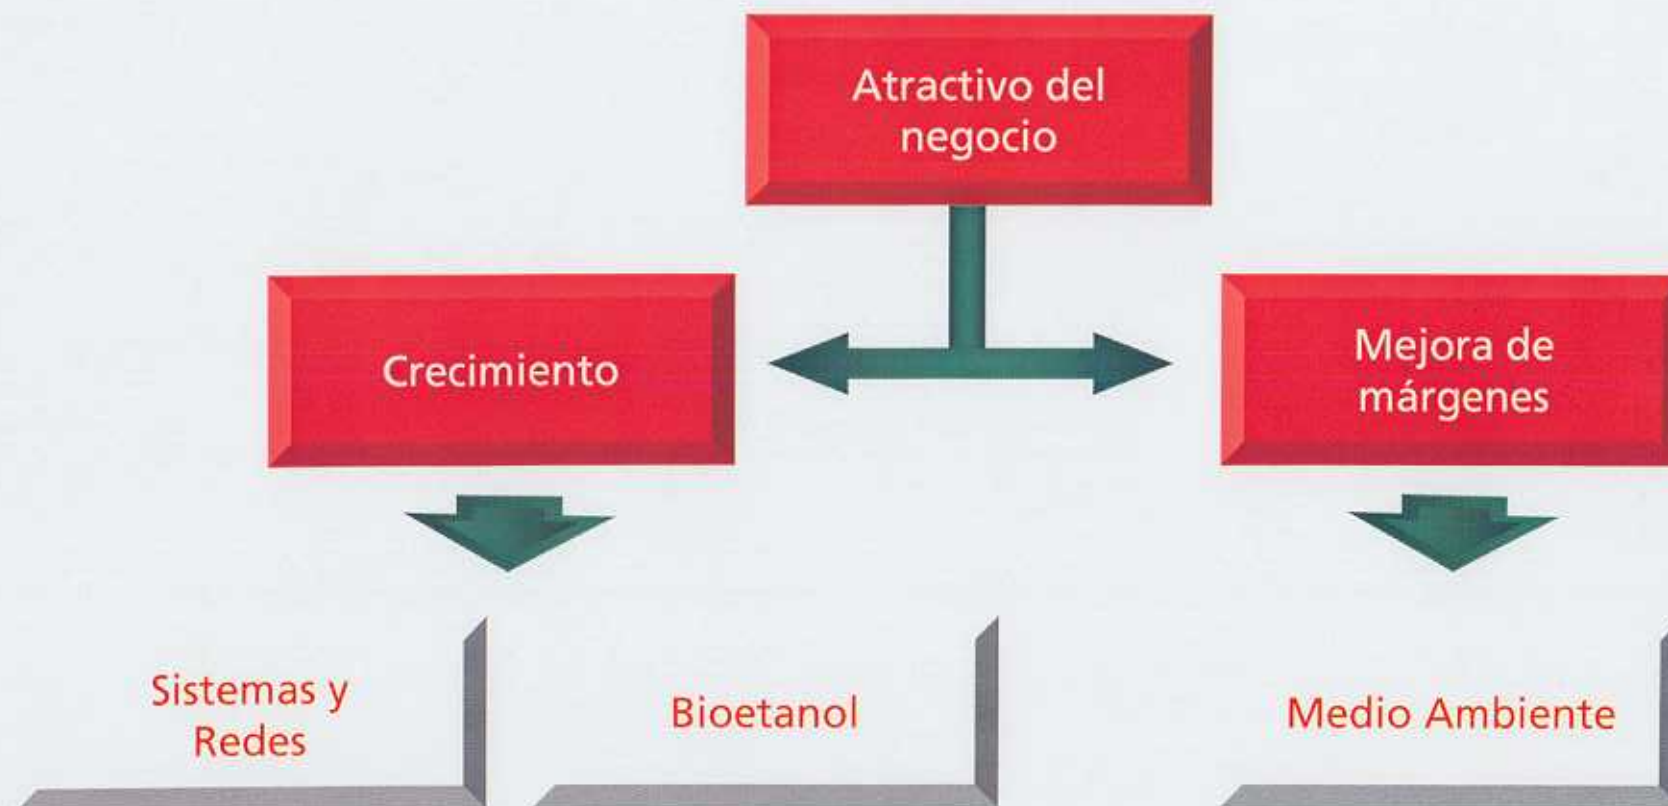 Atractivo del
negocio
Crecimiento
Mejora de
márgenes
Sistemas y
Redes
Bioetanol
Medio Ambiente